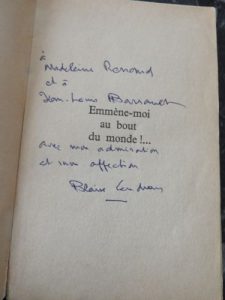 à
Madeleine Renaud
et à
Jean-Louis Barrault
Emmène-moi
au bout
du monde !...
avec mon admiration
et mon affection
Blaise Cendrars